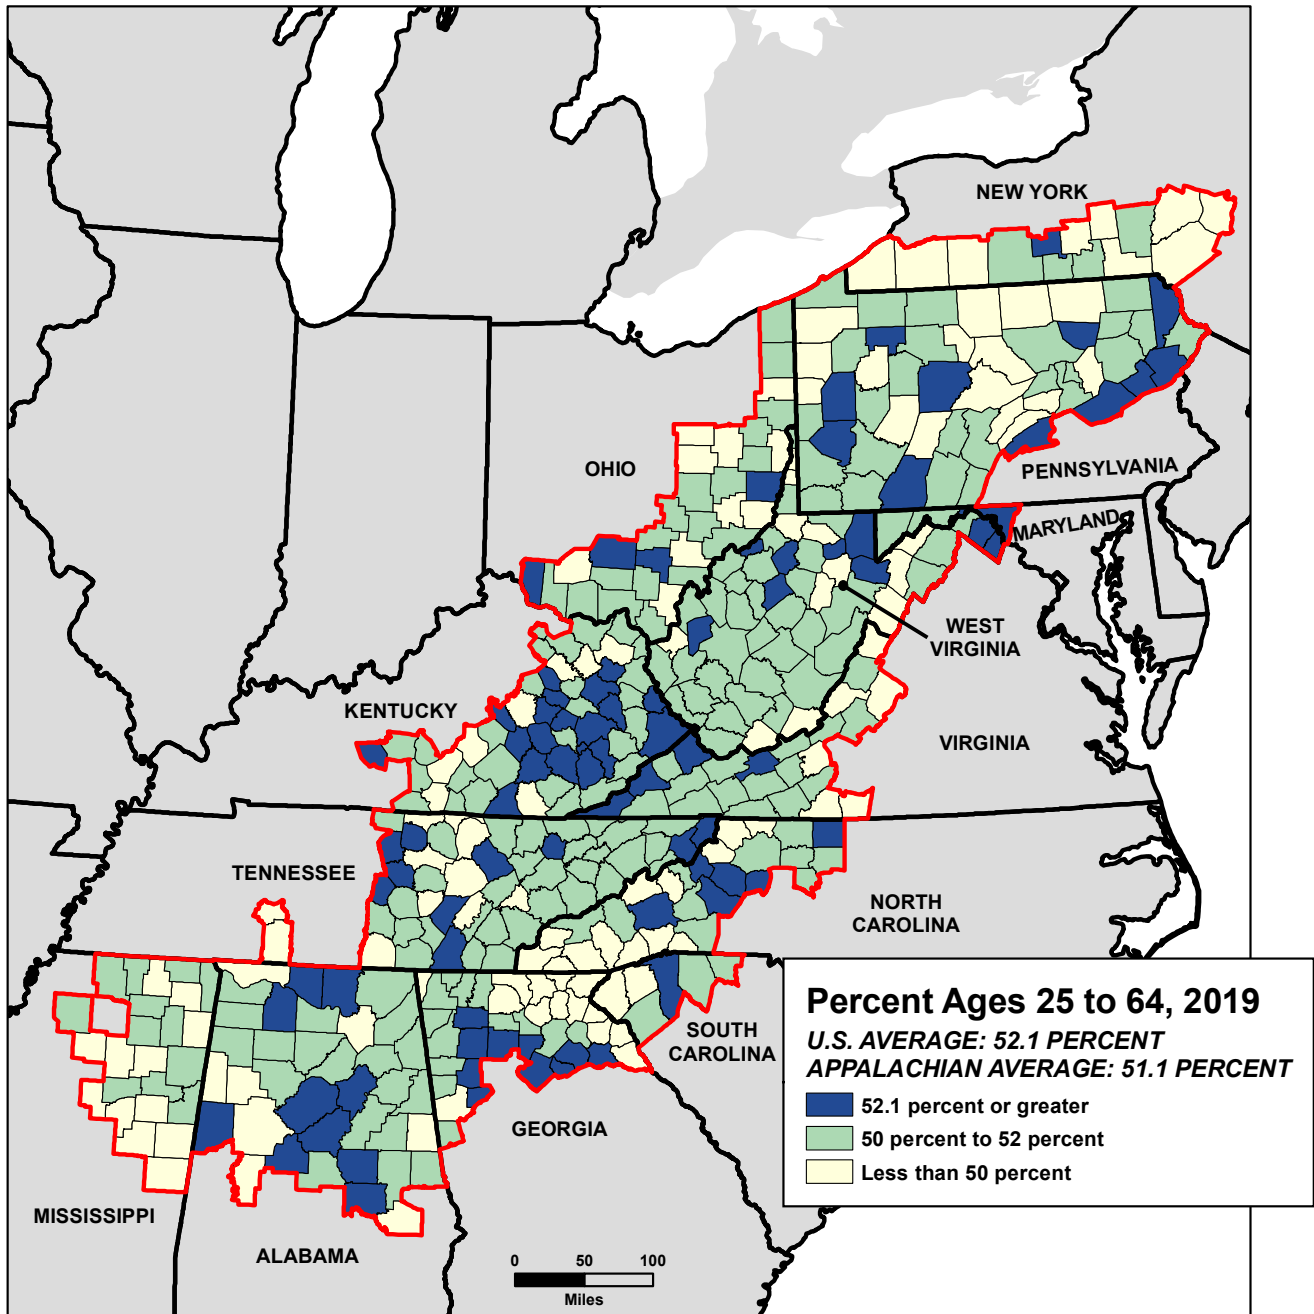 NEW YORK
OHIO
PENNSYLVANIA
MARYLAND
WEST
VIRGINIA
KENTUCKY
VIRGINIA
TENNESSEE
NORTH
CAROLINA
SOUTH
CAROLINA
GEORGIA
MISSISSIPPI
ALABAMA
Percent Ages 25 to 64, 2019
U.S. AVERAGE: 52.1 PERCENT
APPALACHIAN AVERAGE: 51.1 PERCENT
52.1 percent or greater
50 percent to 52 percent
Less than 50 percent
0 50 100
Miles